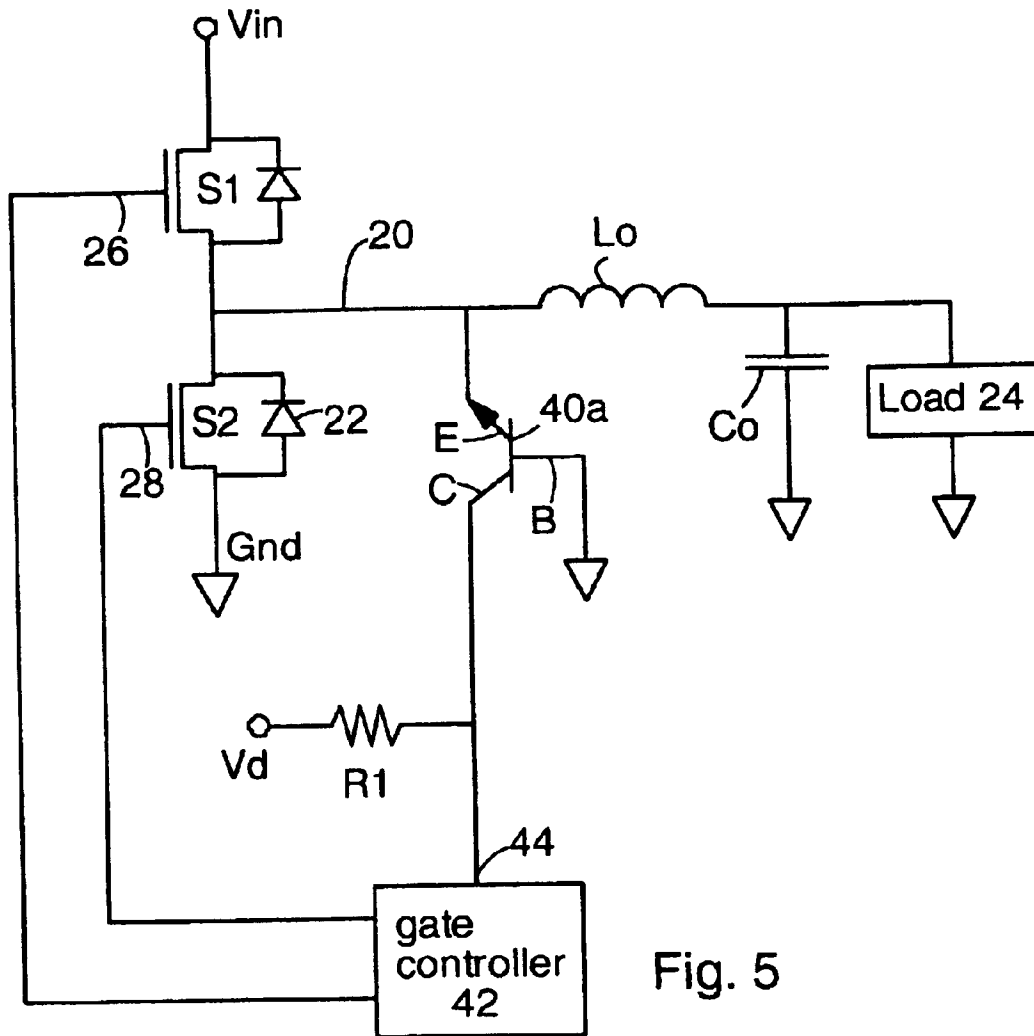 Vin
S1
26
20
Lo
S2
22
28
Gnd
E
40a
C
B
Co
Load 24
Vd
R1
44
gate
controller
42
Fig. 5